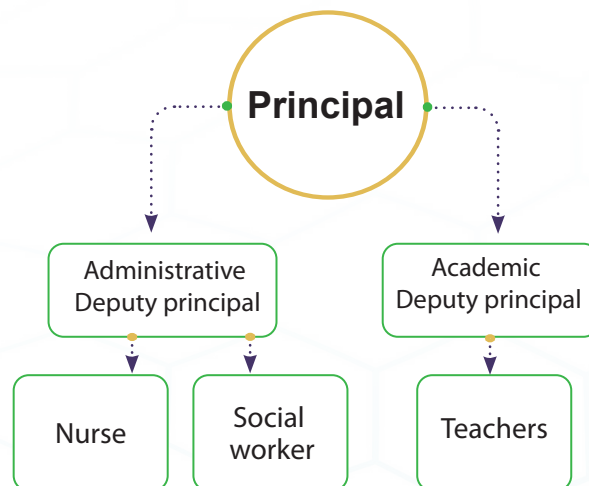 Principal
Administrative
Deputy principal
Academic
Deputy principal
Nurse
Social
worker
Teachers